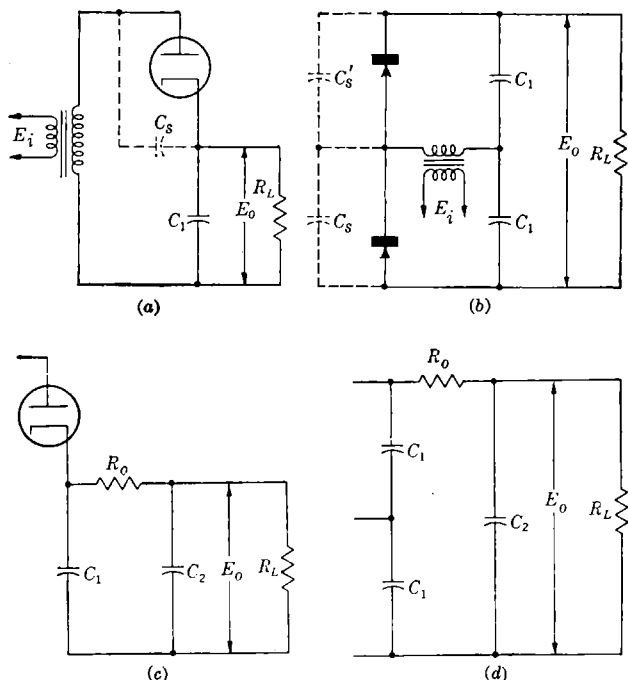 C_s
E_i
R_L
C_1
E_o
(a)
C_s'
C_1
E_o
R_L
E_i
C_s
C_1
(b)
R_o
C_1
C_2
E_o
R_L
(c)
R_o
C_1
E_o
C_2
R_L
C_1
(d)